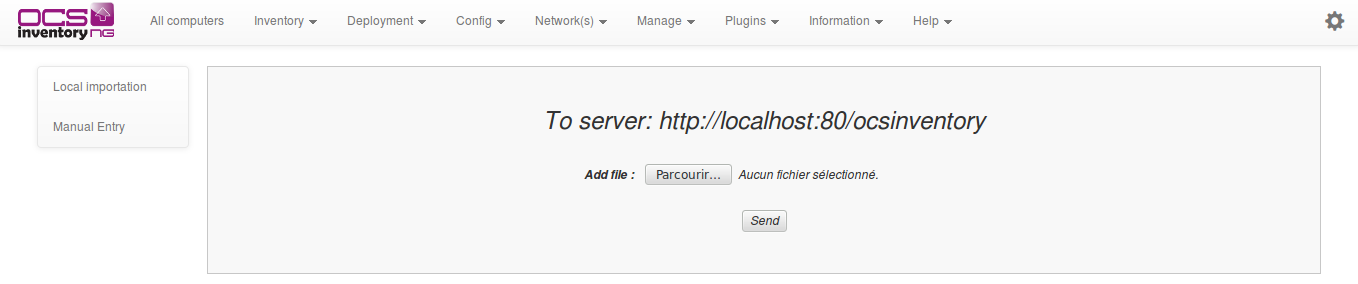 OCS inventory NG
All computers Inventory Deployment Config Network(s) Manage Plugins Information Help
Local importation
Manual Entry
To server: http://localhost:80/ocsinventory
Add file : Parcourir... Aucun fichier sélectionné.
Send